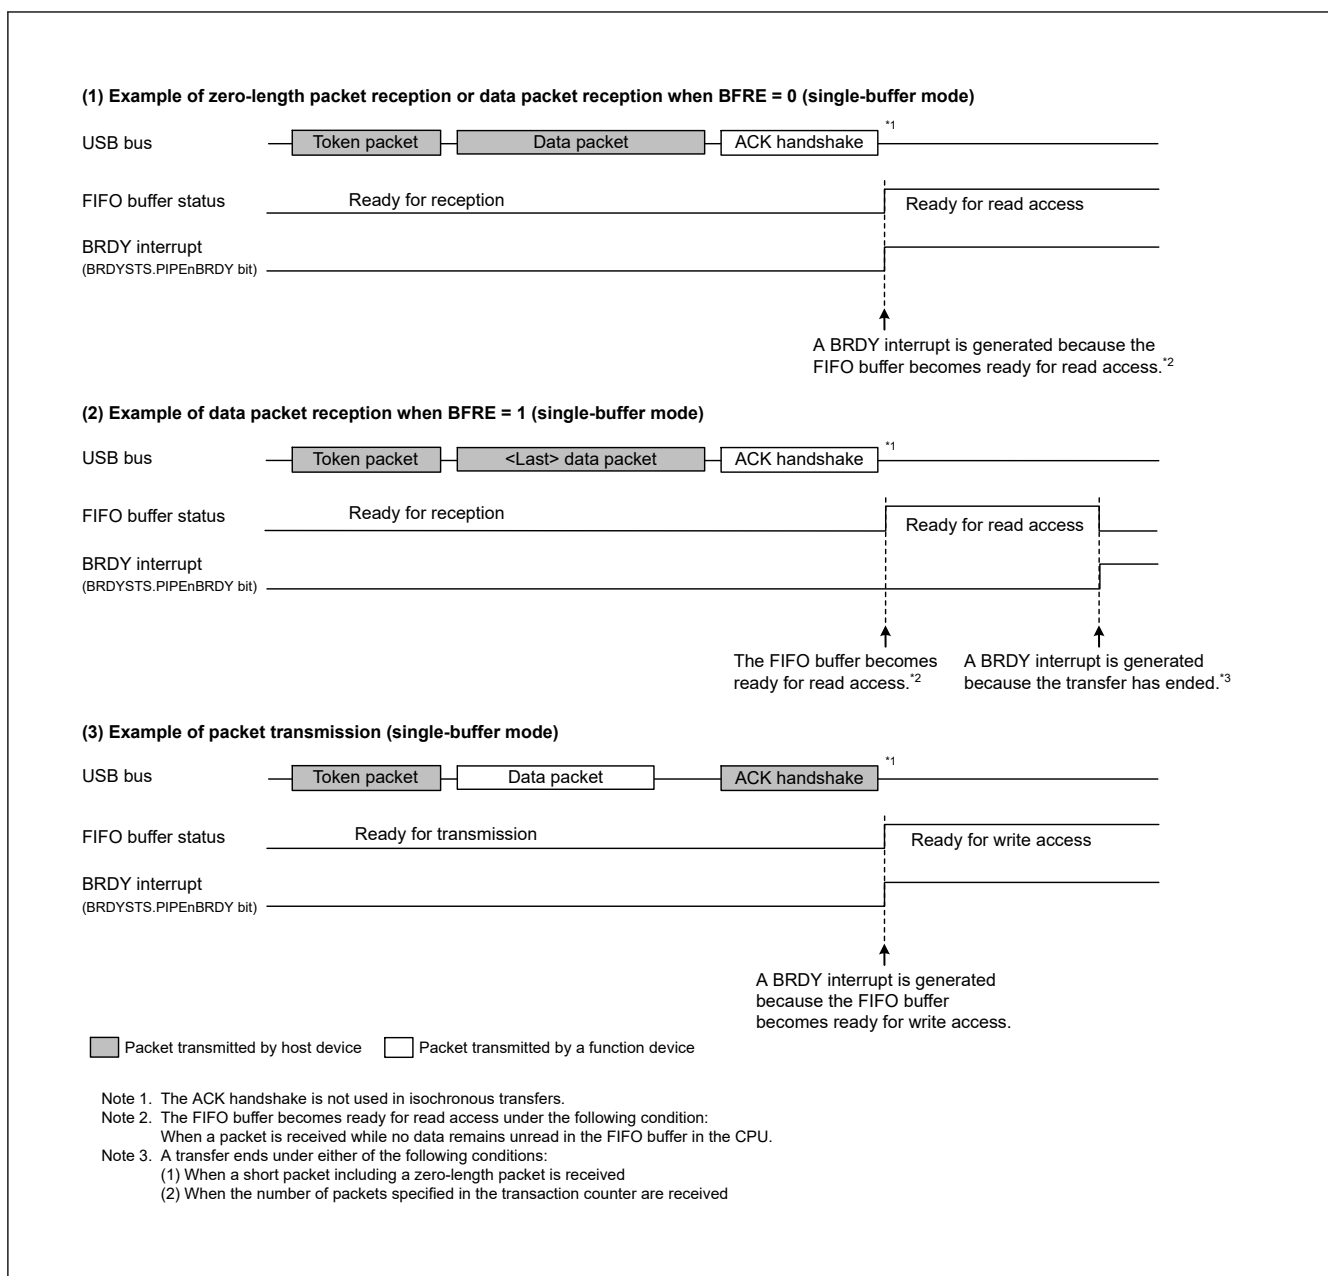 (1) Example of zero-length packet reception or data packet reception when BFRE = 0 (single-buffer mode)
USB bus
Token packet
Data packet
ACK handshake
*1
FIFO buffer status
Ready for reception
Ready for read access
BRDY interrupt
(BRDYSTS.PIPEnBRDY bit)
A BRDY interrupt is generated because the
FIFO buffer becomes ready for read access.*2
(2) Example of data packet reception when BFRE = 1 (single-buffer mode)
USB bus
Token packet
<Last> data packet
ACK handshake
*1
FIFO buffer status
Ready for reception
Ready for read access
BRDY interrupt
(BRDYSTS.PIPEnBRDY bit)
The FIFO buffer becomes
ready for read access.*2
A BRDY interrupt is generated
because the transfer has ended.*3
(3) Example of packet transmission (single-buffer mode)
USB bus
Token packet
Data packet
ACK handshake
*1
FIFO buffer status
Ready for transmission
Ready for write access
BRDY interrupt
(BRDYSTS.PIPEnBRDY bit)
A BRDY interrupt is generated
because the FIFO buffer
becomes ready for write access.
Packet transmitted by host device
Packet transmitted by a function device
Note 1. The ACK handshake is not used in isochronous transfers.
Note 2. The FIFO buffer becomes ready for read access under the following condition:
When a packet is received while no data remains unread in the FIFO buffer in the CPU.
Note 3. A transfer ends under either of the following conditions:
(1) When a short packet including a zero-length packet is received
(2) When the number of packets specified in the transaction counter are received